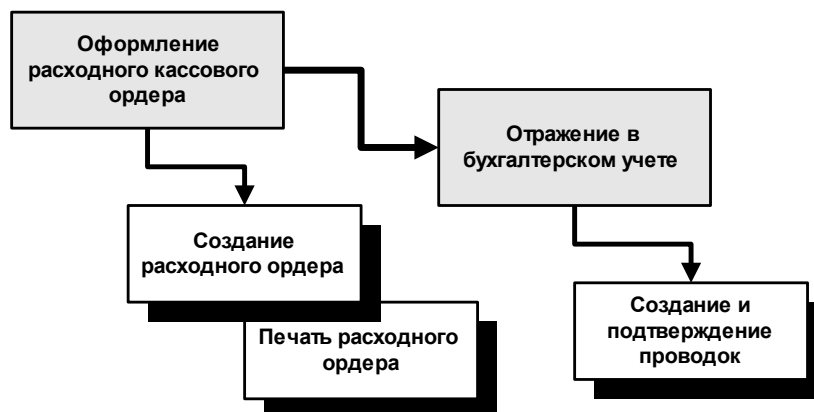 Оформление
расходного кассового
ордера
Отражение в
бухгалтерском учете
Создание
расходного ордера
Печать расходного
ордера
Создание и
подтверждение
проводок